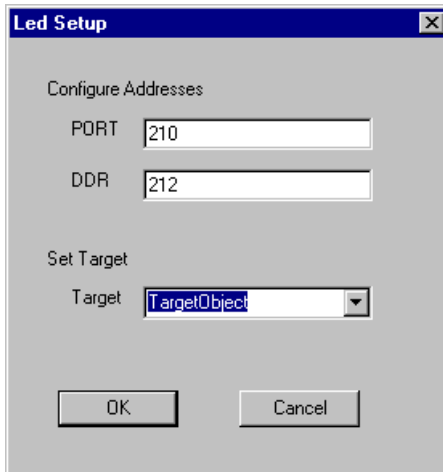 Led Setup
Configure Addresses
PORT 210
DDR 212
Set Target
Target TargetObject
OK Cancel